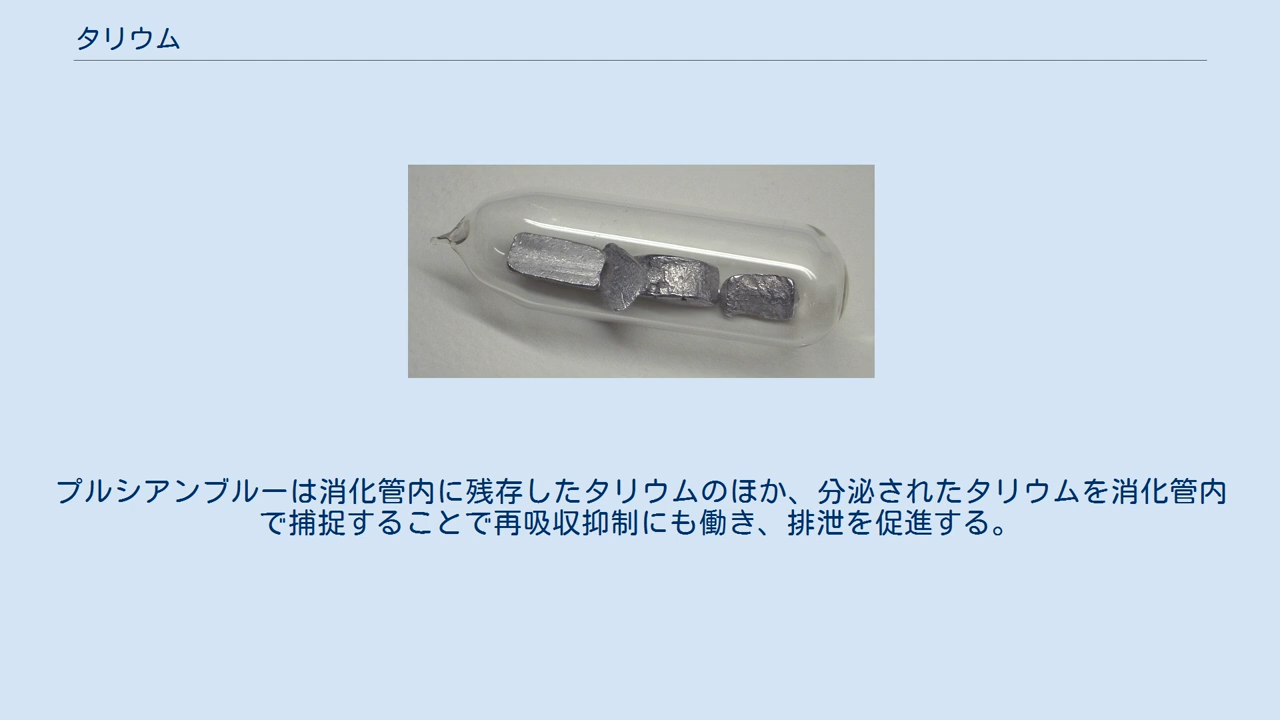 タリウム
プルシアンブルーは消化管内に残存したタリウムのほか、分泌されたタリウムを消化管内
で捕捉することで再吸収抑制にも働き、排泄を促進する。